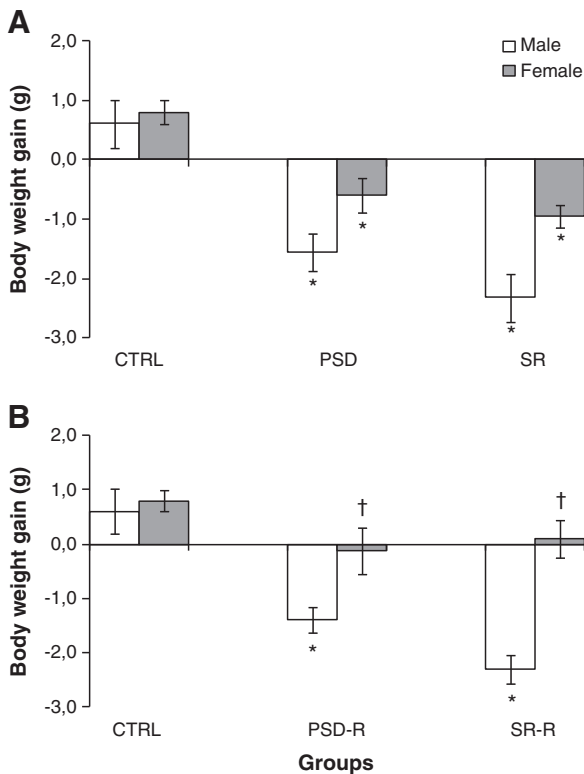 A
Body weight gain (g)
2,0
1,0
0,0
-1,0
-2,0
-3,0
Male
Female
*
*
*
*
CTRL
PSD
SR
B
Body weight gain (g)
2,0
1,0
0,0
-1,0
-2,0
-3,0
†
†
*
*
CTRL
PSD-R
SR-R
Groups